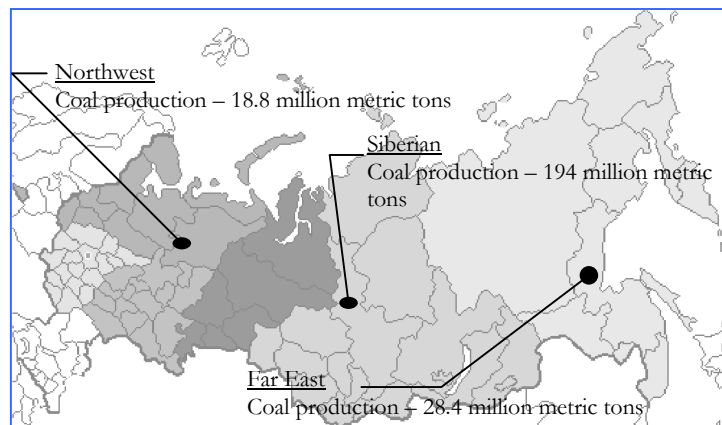 Northwest
Coal production – 18.8 million metric tons
Siberian
Coal production – 194 million metric
tons
Far East
Coal production – 28.4 million metric tons